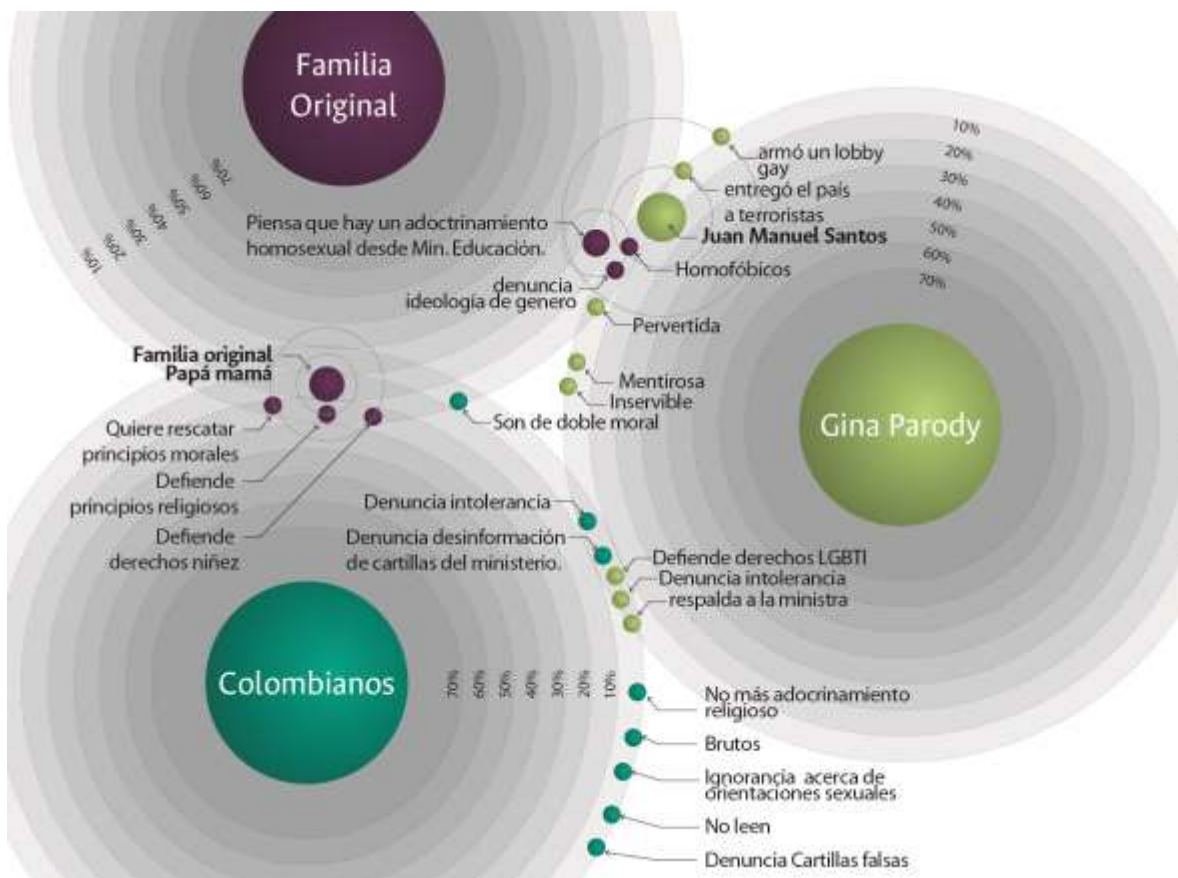 Familia
Original
70%
60%
50%
40%
30%
20%
10%
10%
20%
30%
40%
50%
60%
70%
armó un lobby
gay
entregó el país
a terroristas
Juan Manuel Santos
Piensa que hay un adoctrinamiento
homosexual desde Min. Educación.
Homofóbicos
denuncia
ideología de genero
Pervertida
Familia original
Papá mamá
Mentirosa
Inservible
Son de doble moral
Gina Parody
Quiere rescatar
principios morales
Defiende
principios religiosos
Defiende
derechos niñez
Denuncia intolerancia
Denuncia desinformación
de cartillas del ministerio.
Defiende derechos LGBTI
Denuncia intolerancia
respalda a la ministra
Colombianos
70%
60%
50%
40%
30%
20%
10%
No más adocrinamiento
religioso
Brutos
Ignorancia acerca de
orientaciones sexuales
No leen
Denuncia Cartillas falsas